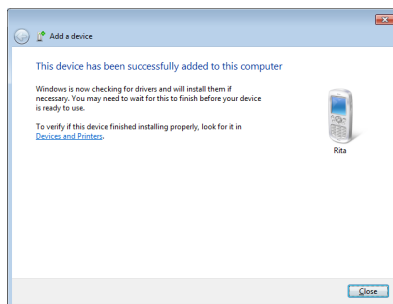 Add a device
This device has been successfully added to this computer
Windows is now checking for drivers and will install them if
necessary. You may need to wait for this to finish before your device
is ready to use.
To verify if this device finished installing properly, look for it in
Devices and Printers.
Rita
Close